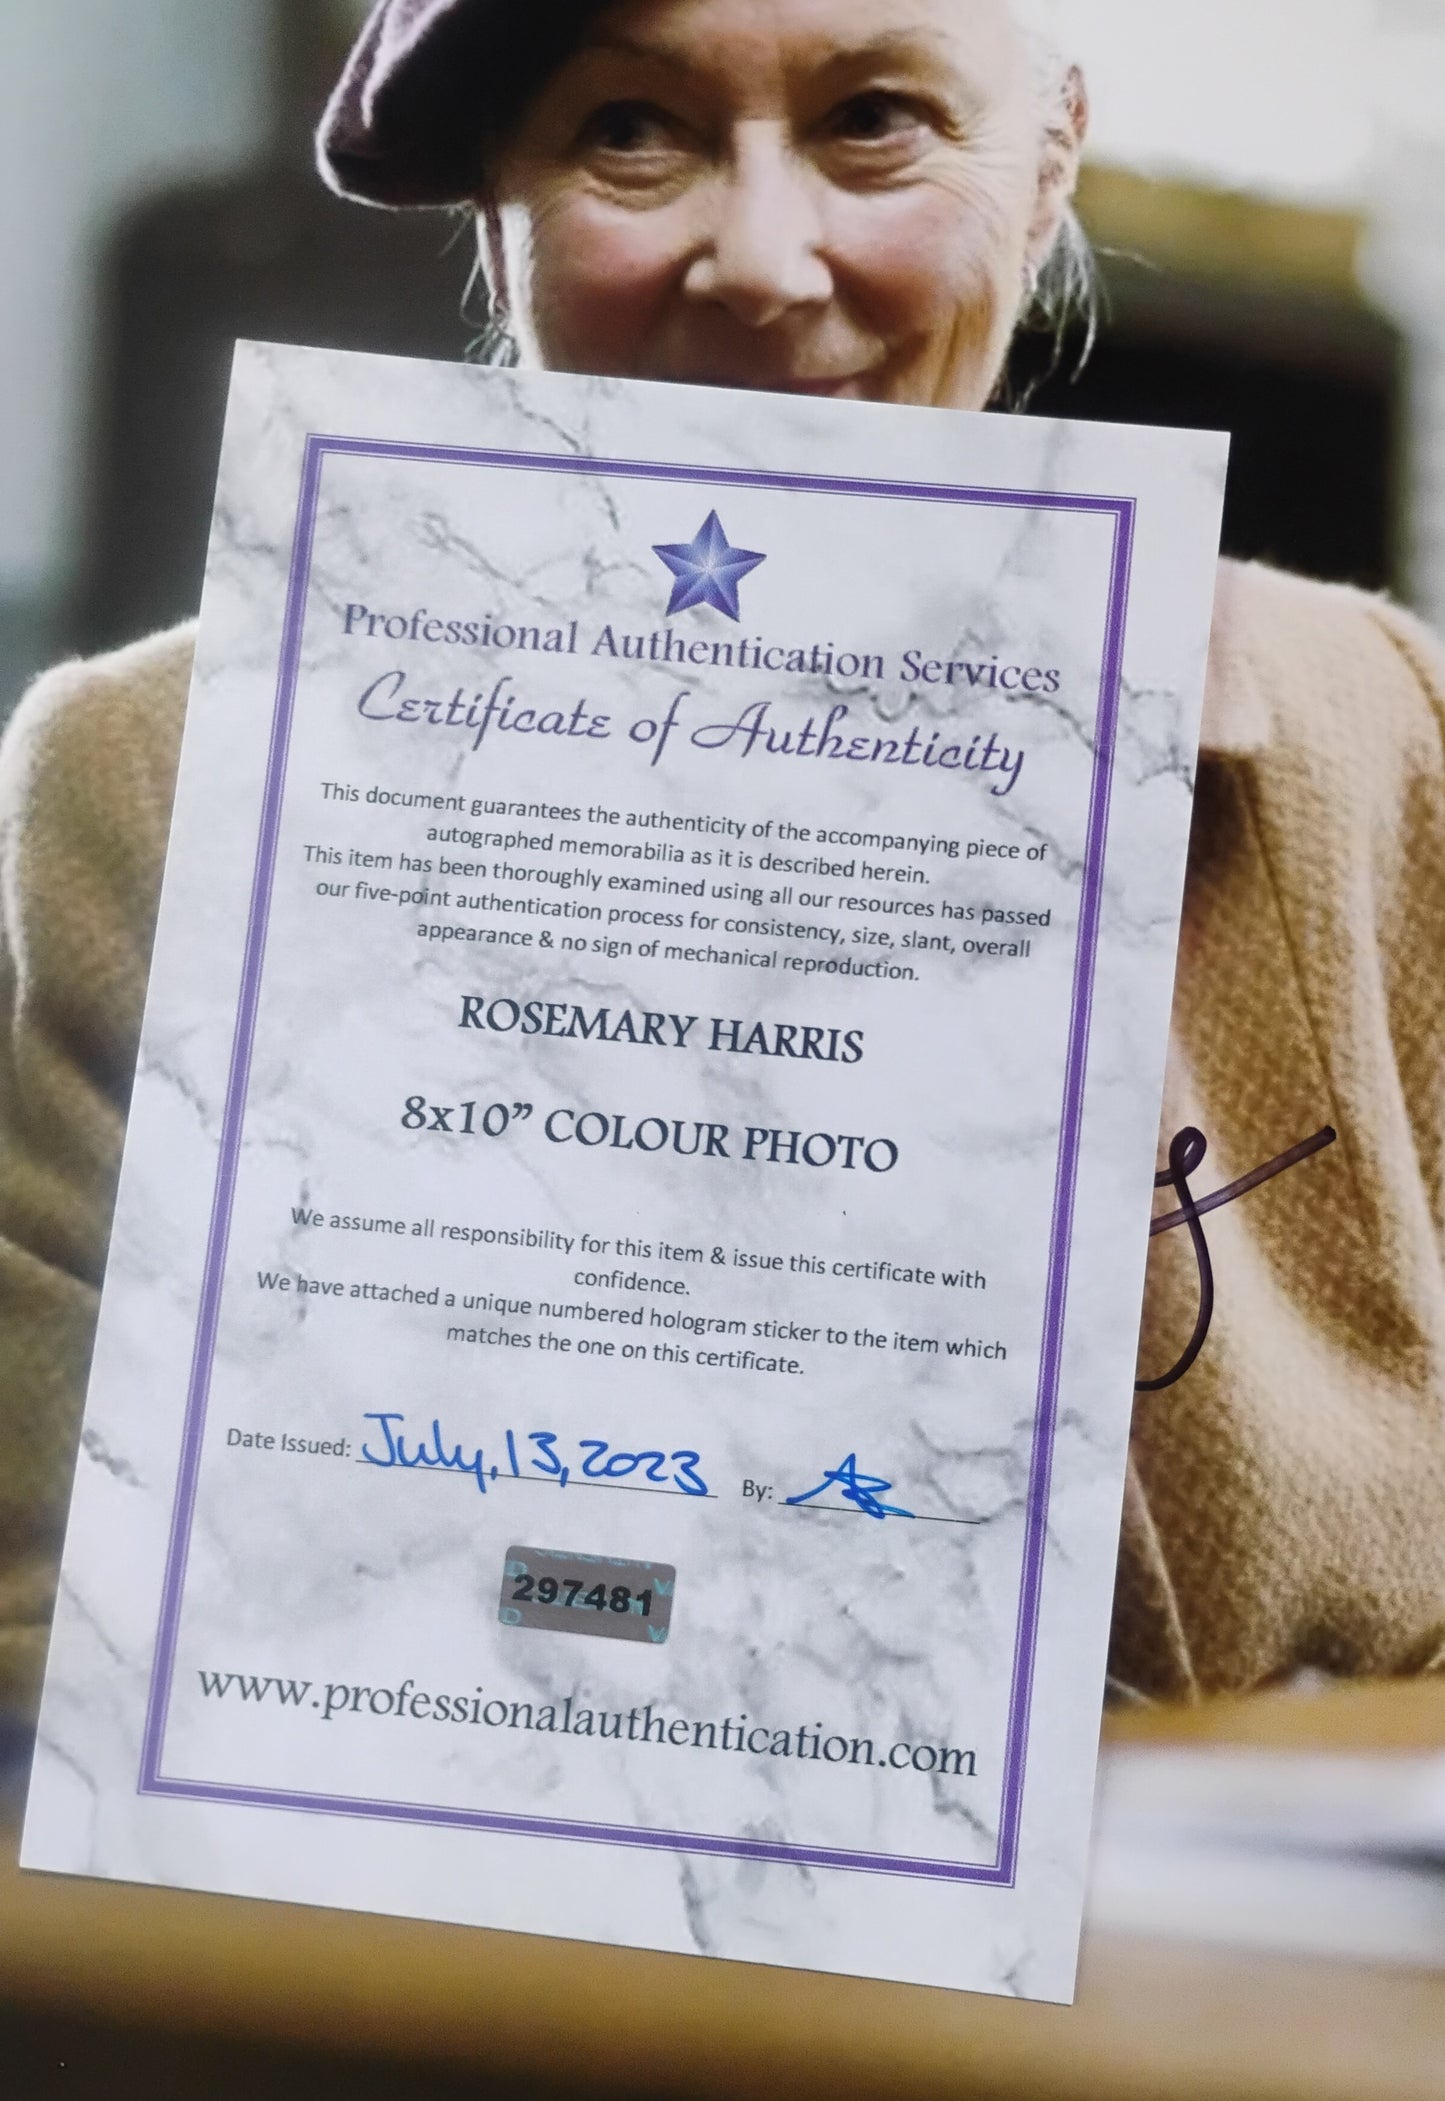 Professional Authentication Services
Certificate of Authenticity
This document guarantees the authenticity of the accompanying piece of
autographed memorabilia as it is described herein.
This item has been thoroughly examined using all our resources has passed
our five-point authentication process for consistency, size, slant, overall
appearance & no sign of mechanical reproduction.
ROSEMARY HARRIS
8x10” COLOUR PHOTO
We assume all responsibility for this item & issue this certificate with
confidence.
We have attached a unique numbered hologram sticker to the item which
matches the one on this certificate.
Date Issued: July, 13, 2023 By:
297481
www.professionalauthentication.com